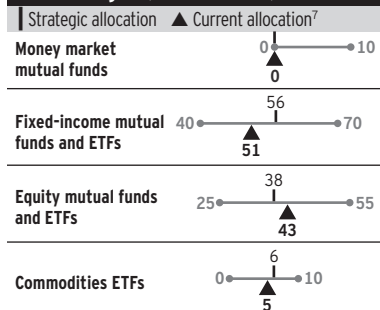 Strategic allocation ▲ Current allocation7
Money market
mutual funds
0 10
0
56
Fixed-income mutual
funds and ETFs
40 70
51
38
Equity mutual funds
and ETFs
25 55
43
6
Commodities ETFs
0 10
5